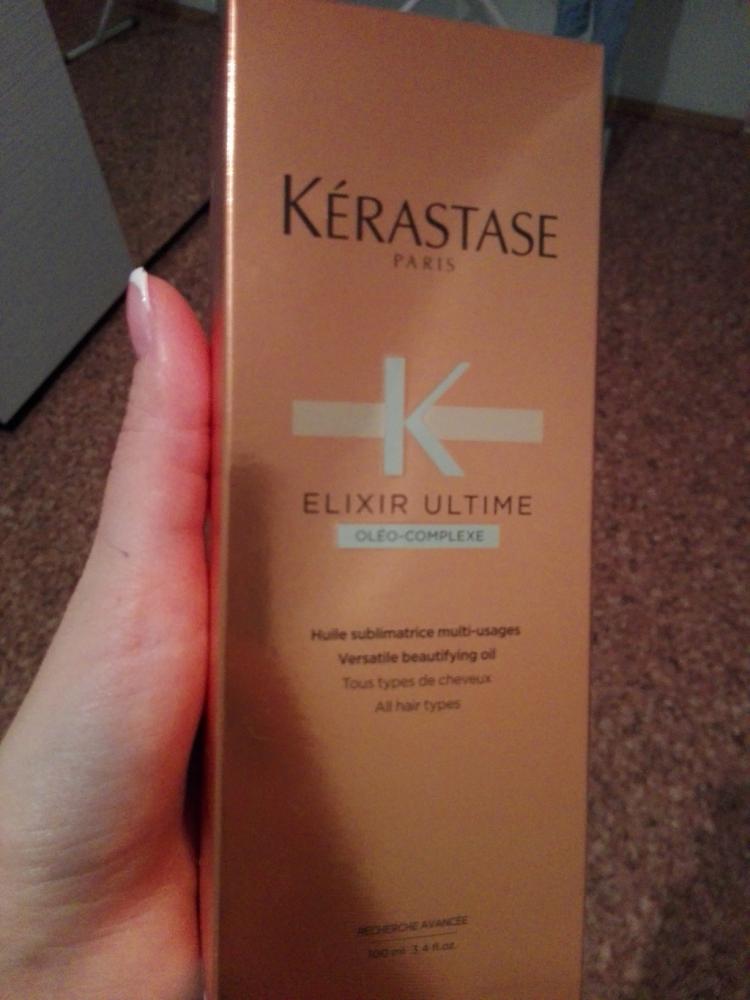 KÉRASTASE
PARIS
K
ELIXIR ULTIME
OLÉO-COMPLEXE
Huile sublimatrice multi-usages
Versatile beautifying oil
Tous types de cheveux
All hair types
RECHERCHE AVANCÉE
100 ml 3.4 fl.oz.